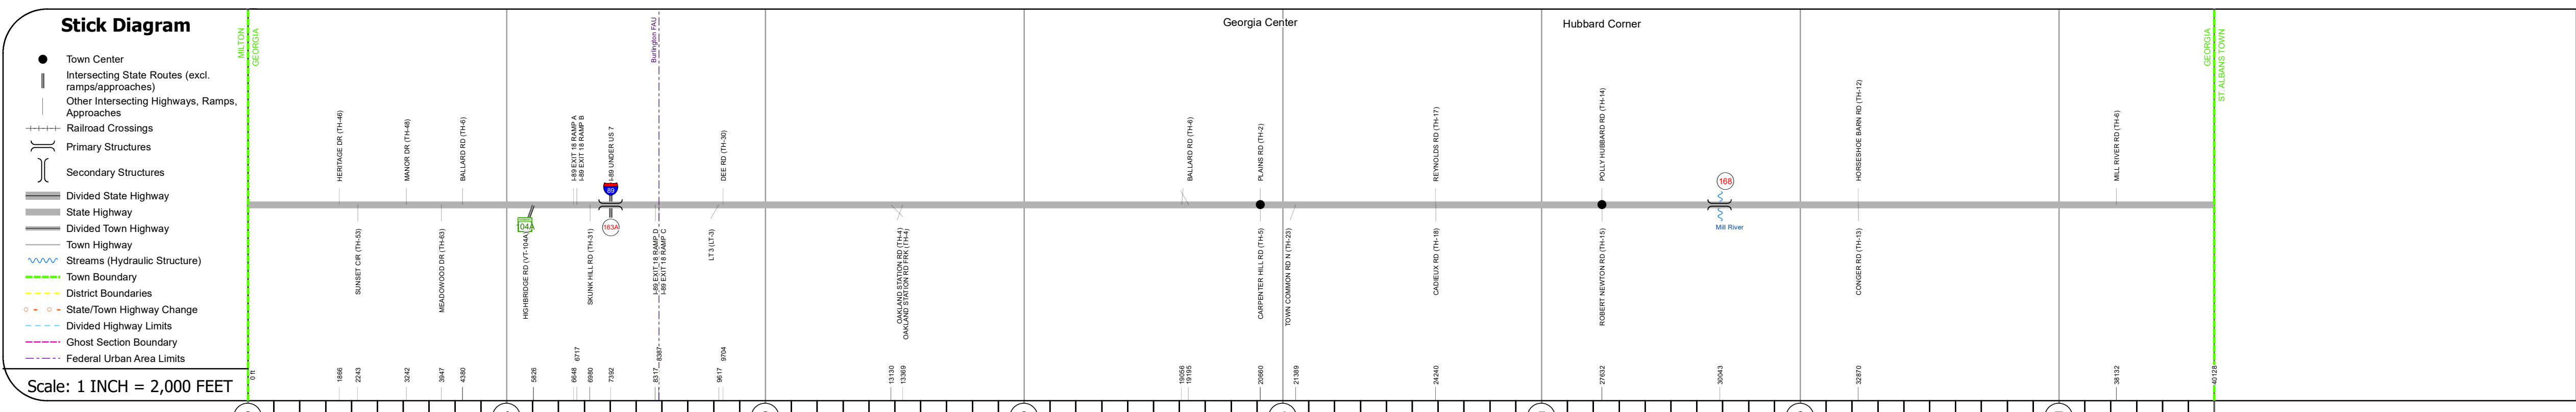 Stick Diagram
Town Center
Intersecting State Routes (excl.
ramps/approaches)
Other Intersecting Highways, Ramps,
Approaches
Railroad Crossings
Primary Structures
Secondary Structures
Divided State Highway
State Highway
Divided Town Highway
Town Highway
Streams (Hydraulic Structure)
Town Boundary
District Boundaries
State/Town Highway Change
Divided Highway Limits
Ghost Section Boundary
Federal Urban Area Limits
Scale: 1 INCH = 2,000 FEET
MILTON
GEORGIA
Burlington FAU
Georgia Center
Hubbard Corner
GEORGIA
ST ALBANS TOWN
HERITAGE DR (TH-46)
MANOR DR (TH-48)
BALLARD RD (TH-6)
I-89 EXIT 18 RAMP A
I-89 EXIT 18 RAMP B
I-89 UNDER US 7
DEE RD (TH-30)
BALLARD RD (TH-6)
PLAINS RD (TH-2)
REYNOLDS RD (TH-17)
POLLY HUBBARD RD (TH-14)
HORSESHOE BARN RD (TH-12)
MILL RIVER RD (TH-6)
89
168
104A
163A
Mill River
SUNSET CIR (TH-53)
MEADOWOOD DR (TH-63)
HIGHBRIDGE RD (VT-104A)
SKUNK HILL RD (TH-31)
I-89 EXIT 18 RAMP D
I-89 EXIT 18 RAMP C
LT3 (LT-3)
OAKLAND STATION RD (TH-4)
OAKLAND STATION RD FRK (TH-4)
CARPENTER HILL RD (TH-5)
TOWN COMMON RD N (TH-23)
CADIEUX RD (TH-18)
ROBERT NEWTON RD (TH-15)
CONGER RD (TH-13)
0 ft
1866
2243
3242
3947
4380
5826
6648
6717
6980
7392
8317
8387
9617
9704
13130
13369
19056
19195
20660
21389
24240
27632
30043
32870
38132
40128